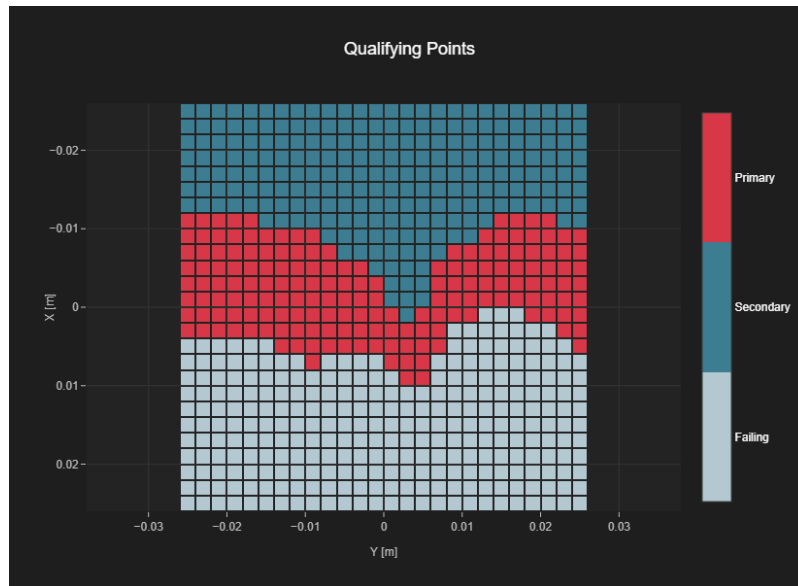 Qualifying Points
−0.02
−0.01
0
0.01
0.02
X [m]
−0.03
−0.02
−0.01
0
0.01
0.02
0.03
Y [m]
Primary
Secondary
Failing